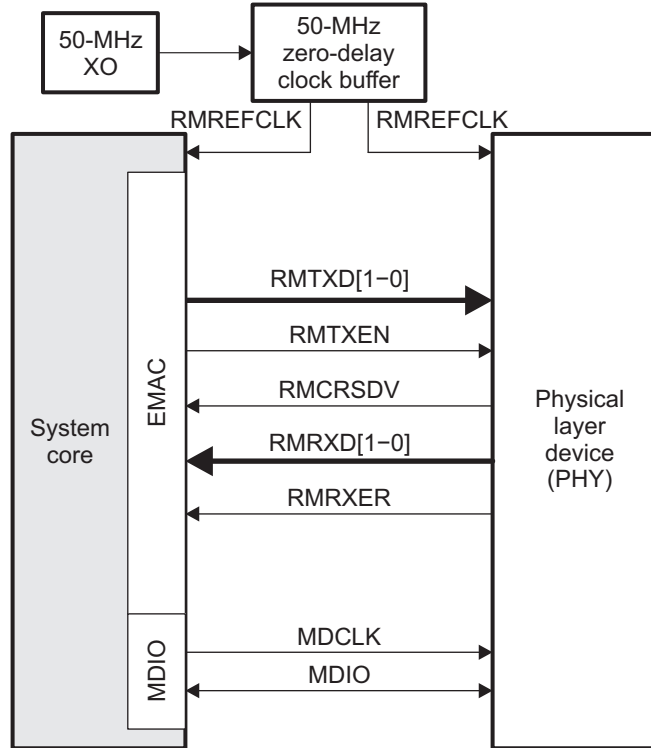 50-MHz
XO
50-MHz
zero-delay
clock buffer
RMREFCLK
RMREFCLK
RMTXD[1−0]
RMTXEN
RMCRSDV
RMRXD[1−0]
RMRXER
MDCLK
MDIO
System
core
EMAC
MDIO
Physical
layer
device
(PHY)